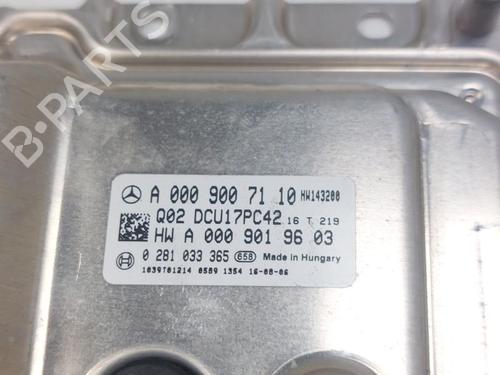 A 000 900 71 10 HW143200
Q02 DCU17PC42 16 T 219
HW A 000 901 96 03
0 281 033 365 658 Made in Hungary
1039T01214 0589 1354 16-08-06
B-PARTS